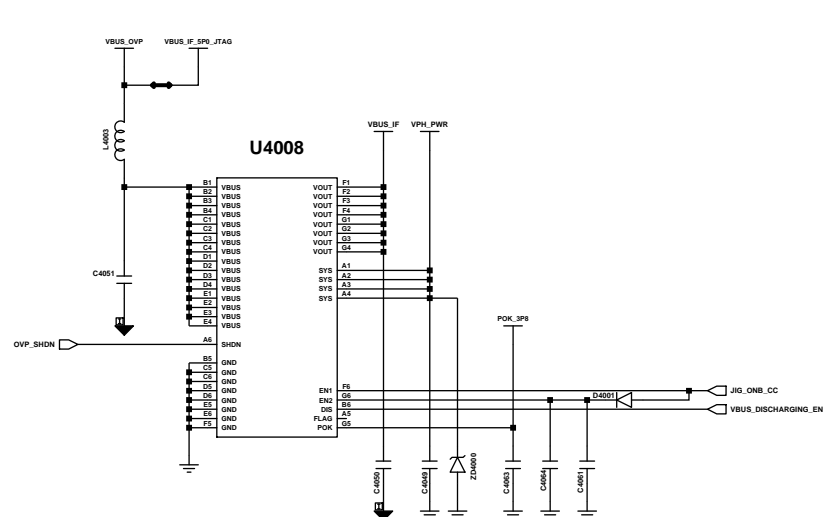 VBUS_OVP VBUS_IF_5P0_JTAG
L4003
VBUS_IF VPH_PWR
U4008
B1 VBUS VOUT F1
B2 VBUS VOUT F2
B3 VBUS VOUT F3
B4 VBUS VOUT F4
C1 VBUS VOUT G1
C2 VBUS VOUT G2
C3 VBUS VOUT G3
C4 VBUS VOUT G4
D1 VBUS
D2 VBUS SYS A1
D3 VBUS SYS A2
D4 VBUS SYS A3
E1 VBUS SYS A4
E2 VBUS
E3 VBUS
E4 VBUS
C4051
POK_3P8
OVP_SHDN A6 SHDN
B5 GND
C5 GND
C6 GND
D5 GND
D6 GND
E5 GND
E6 GND
F5 GND
EN1 F6 JIG_ONB_CC
EN2 G6 D4001
DIS B6 VBUS_DISCHARGING_EN
FLAG A5
POK G5
C4050
C4049
ZD4000
C4063
C4064
C4061